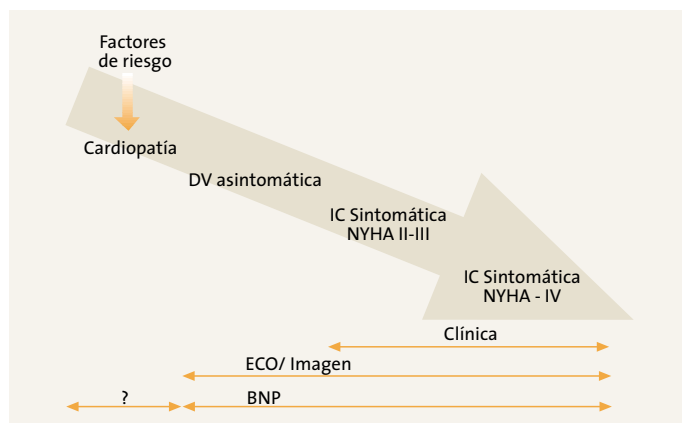 Factores
de riesgo
Cardiopatía
DV asintomática
IC Sintomática
NYHA II-III
IC Sintomática
NYHA - IV
Clínica
ECO/ Imagen
?
BNP